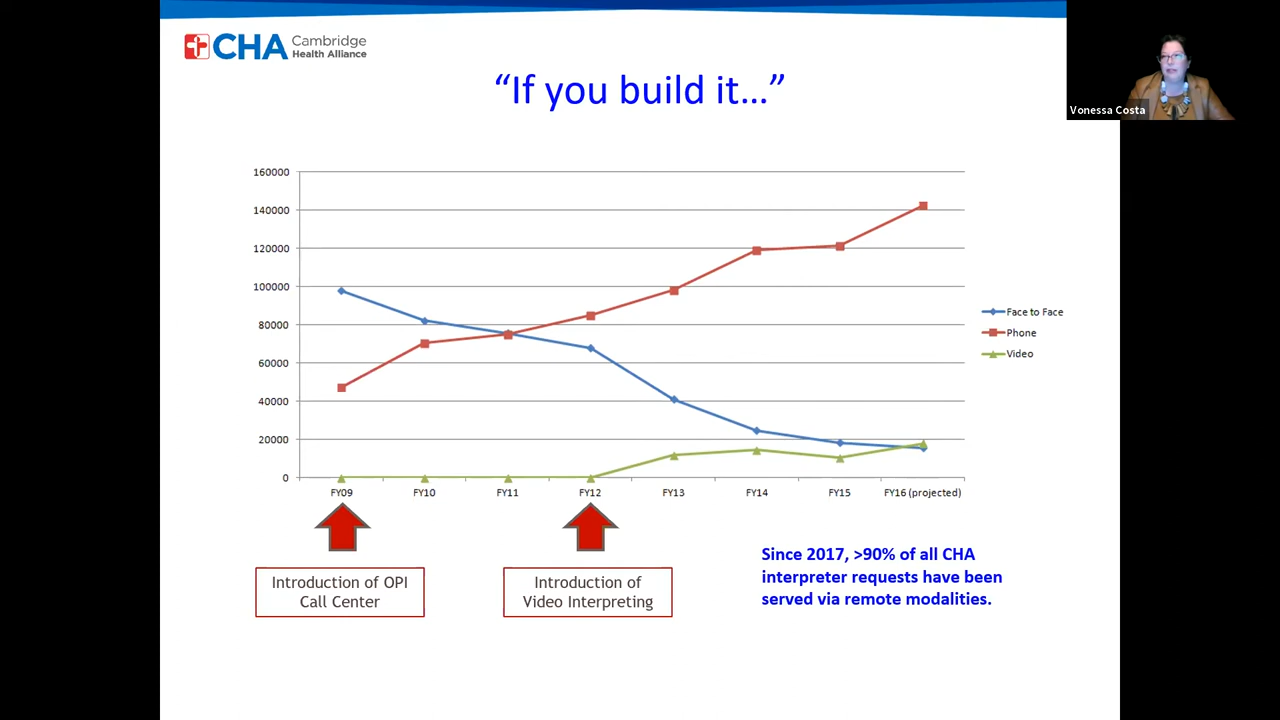 CHA Cambridge
Health Alliance
“If you build it...”
Vonessa Costa
160000
140000
120000
100000
80000
60000
40000
20000
0
FY09 FY10 FY11 FY12 FY13 FY14 FY15 FY16 (projected)
Face to Face
Phone
Video
Introduction of OPI
Call Center
Introduction of
Video Interpreting
Since 2017, >90% of all CHA
interpreter requests have been
served via remote modalities.